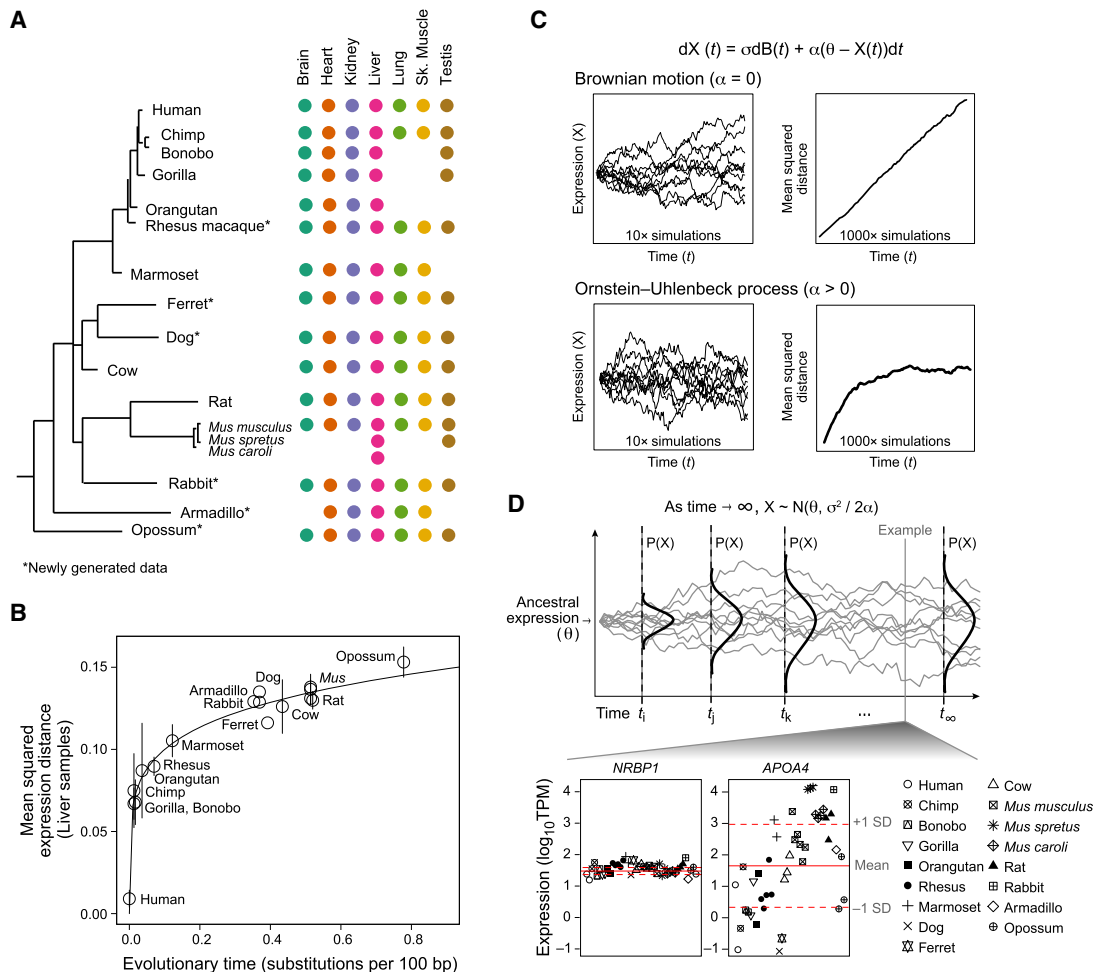 A
Brain
Heart
Kidney
Liver
Lung
Sk. Muscle
Testis
Human
Chimp
Bonobo
Gorilla
Orangutan
Rhesus macaque*
Marmoset
Ferret*
Dog*
Cow
Rat
Mus musculus
Mus spretus
Mus caroli
Rabbit*
Armadillo*
Opossum*
*Newly generated data
B
Mean squared
expression distance
(Liver samples)
0.15
0.10
0.05
0.00
Opossum
Dog
Mus
Armadillo
Rabbit
Rat
Ferret
Cow
Marmoset
Rhesus
Orangutan
Chimp
Gorilla, Bonobo
Human
0.0
0.2
0.4
0.6
0.8
Evolutionary time (substitutions per 100 bp)
C
dX (t) = σdB(t) + α(θ – X(t))dt
Brownian motion (α = 0)
Expression (X)
10× simulations
Time (t)
Mean squared
distance
1000× simulations
Time (t)
Ornstein–Uhlenbeck process (α > 0)
Expression (X)
10× simulations
Time (t)
Mean squared
distance
1000× simulations
Time (t)
D
As time → ∞, X ~ N(θ, σ² / 2α)
Example
P(X)
P(X)
P(X)
P(X)
Ancestral
expression →
(θ)
Time
ti
tj
tk
...
t∞
NRBP1
APOA4
Expression (log10TPM)
4
3
2
1
0
–1
4
3
2
1
0
–1
+1 SD
Mean
–1 SD
Human
Chimp
Bonobo
Gorilla
Orangutan
Rhesus
Marmoset
Dog
Ferret
Cow
Mus musculus
Mus spretus
Mus caroli
Rat
Rabbit
Armadillo
Opossum